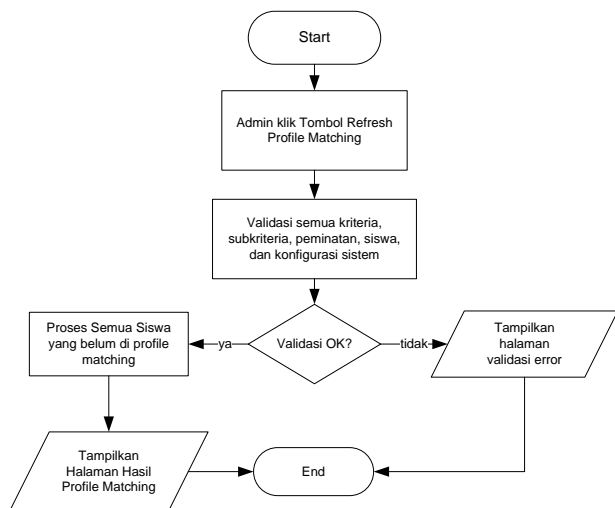 Start
Admin klik Tombol Refresh
Profile Matching
Validasi semua kriteria,
subkriteria, peminatan, siswa,
dan konfigurasi sistem
Validasi OK?
ya
tidak
Proses Semua Siswa
yang belum di profile
matching
Tampilkan
halaman
validasi error
Tampilkan
Halaman Hasil
Profile Matching
End